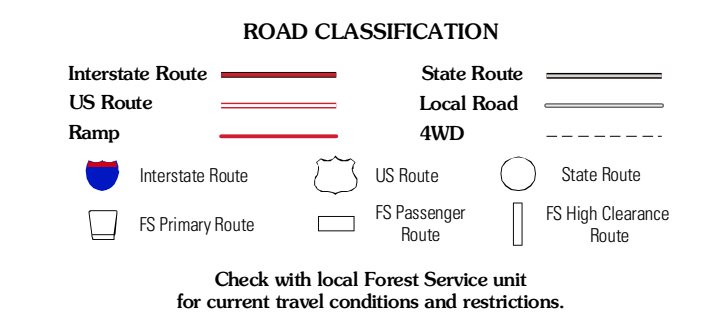 ROAD CLASSIFICATION
Interstate Route
State Route
US Route
Local Road
Ramp
4WD
Interstate Route
US Route
State Route
FS Primary Route
FS Passenger
Route
FS High Clearance
Route
Check with local Forest Service unit
for current travel conditions and restrictions.